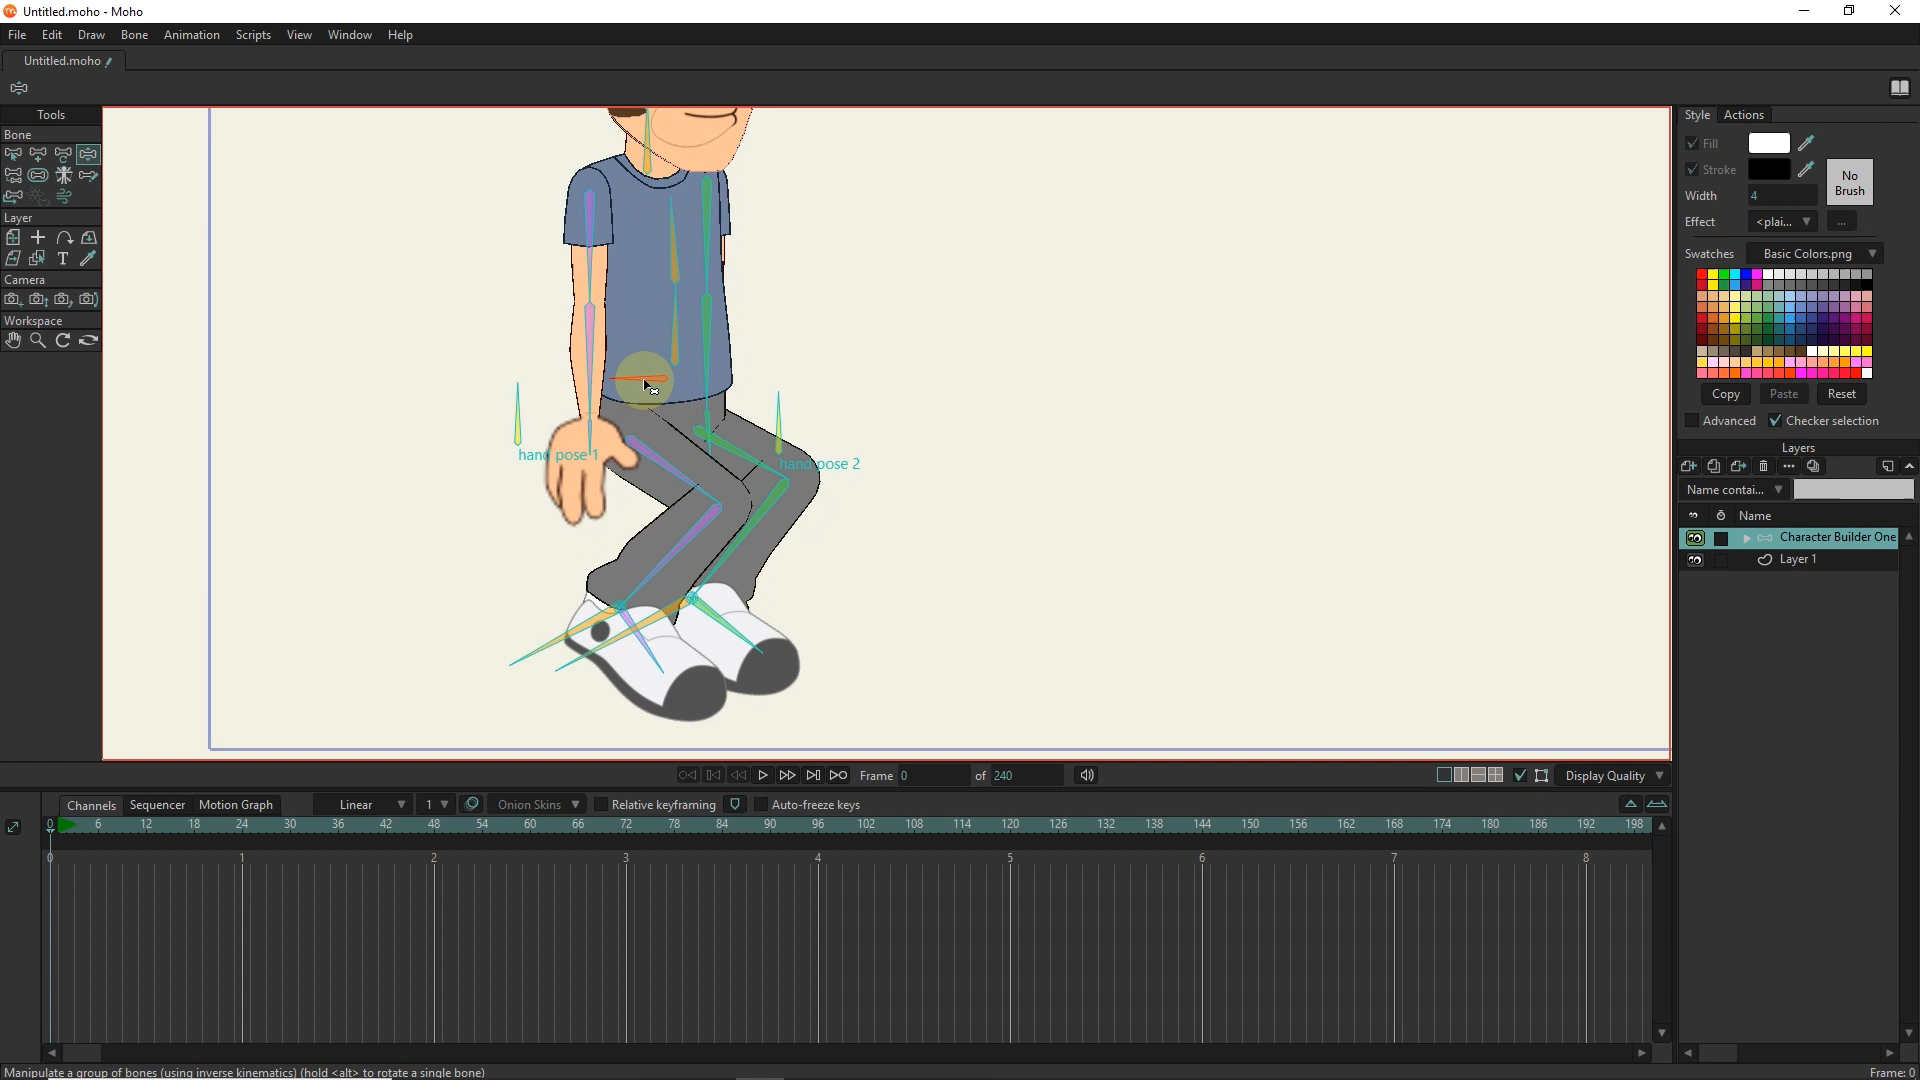 Untitled.moho - Moho
File Edit Draw Bone Animation Scripts View Window Help
Untitled.moho
Tools
Bone
Layer
Camera
Workspace
hand pose 1
hand pose 2
Style Actions
Fill
Stroke
No
Brush
Width 4
Effect <plai... ...
Swatches Basic Colors.png
Copy Paste Reset
Advanced Checker selection
Layers
Name contai...
Name
Character Builder One
Layer 1
Frame 0 of 240 Display Quality
Channels Sequencer Motion Graph Linear 1 Onion Skins Relative keyframing Auto-freeze keys
0 6 12 18 24 30 36 42 48 54 60 66 72 78 84 90 96 102 108 114 120 126 132 138 144 150 156 162 168 174 180 186 192 198
0 1 2 3 4 5 6 7 8
Manipulate a group of bones (using inverse kinematics) (hold <alt> to rotate a single bone)
Frame: 0